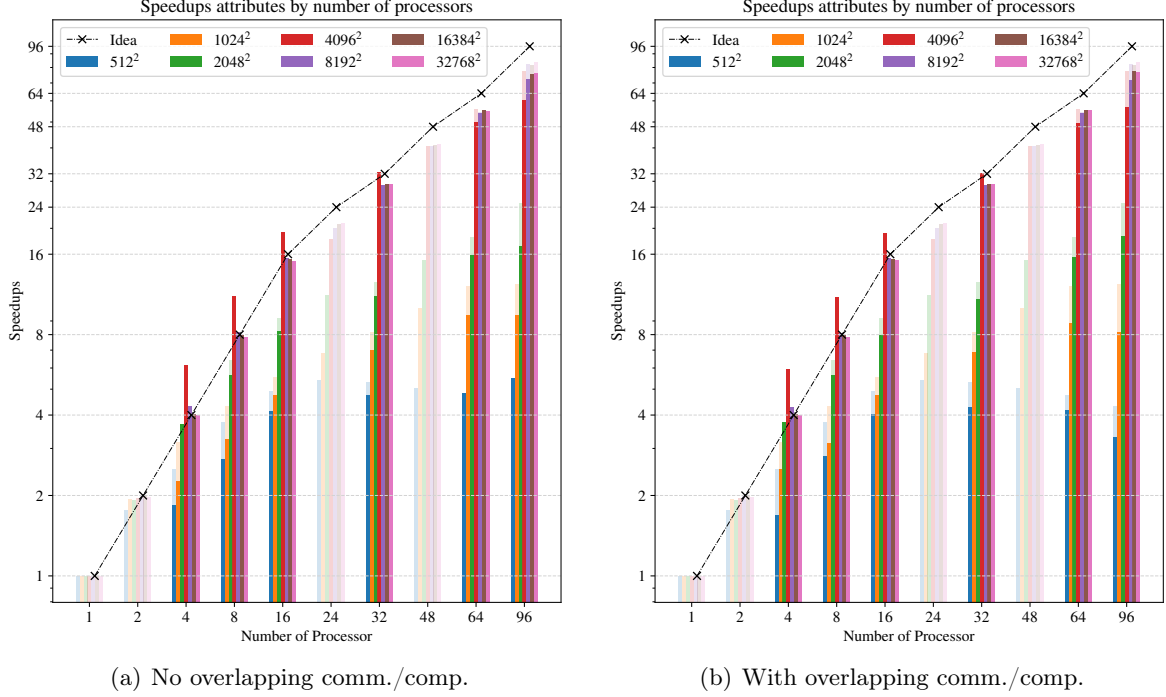 Speedups attributes by number of processors
Idea 1024² 4096² 16384²
512² 2048² 8192² 32768²
96
64
48
32
24
16
8
4
2
1
Speedups
1 2 4 8 16 24 32 48 64 96
Number of Processor
(a) No overlapping comm./comp.
Speedups attributes by number of processors
Idea 1024² 4096² 16384²
512² 2048² 8192² 32768²
96
64
48
32
24
16
8
4
2
1
Speedups
1 2 4 8 16 24 32 48 64 96
Number of Processor
(b) With overlapping comm./comp.